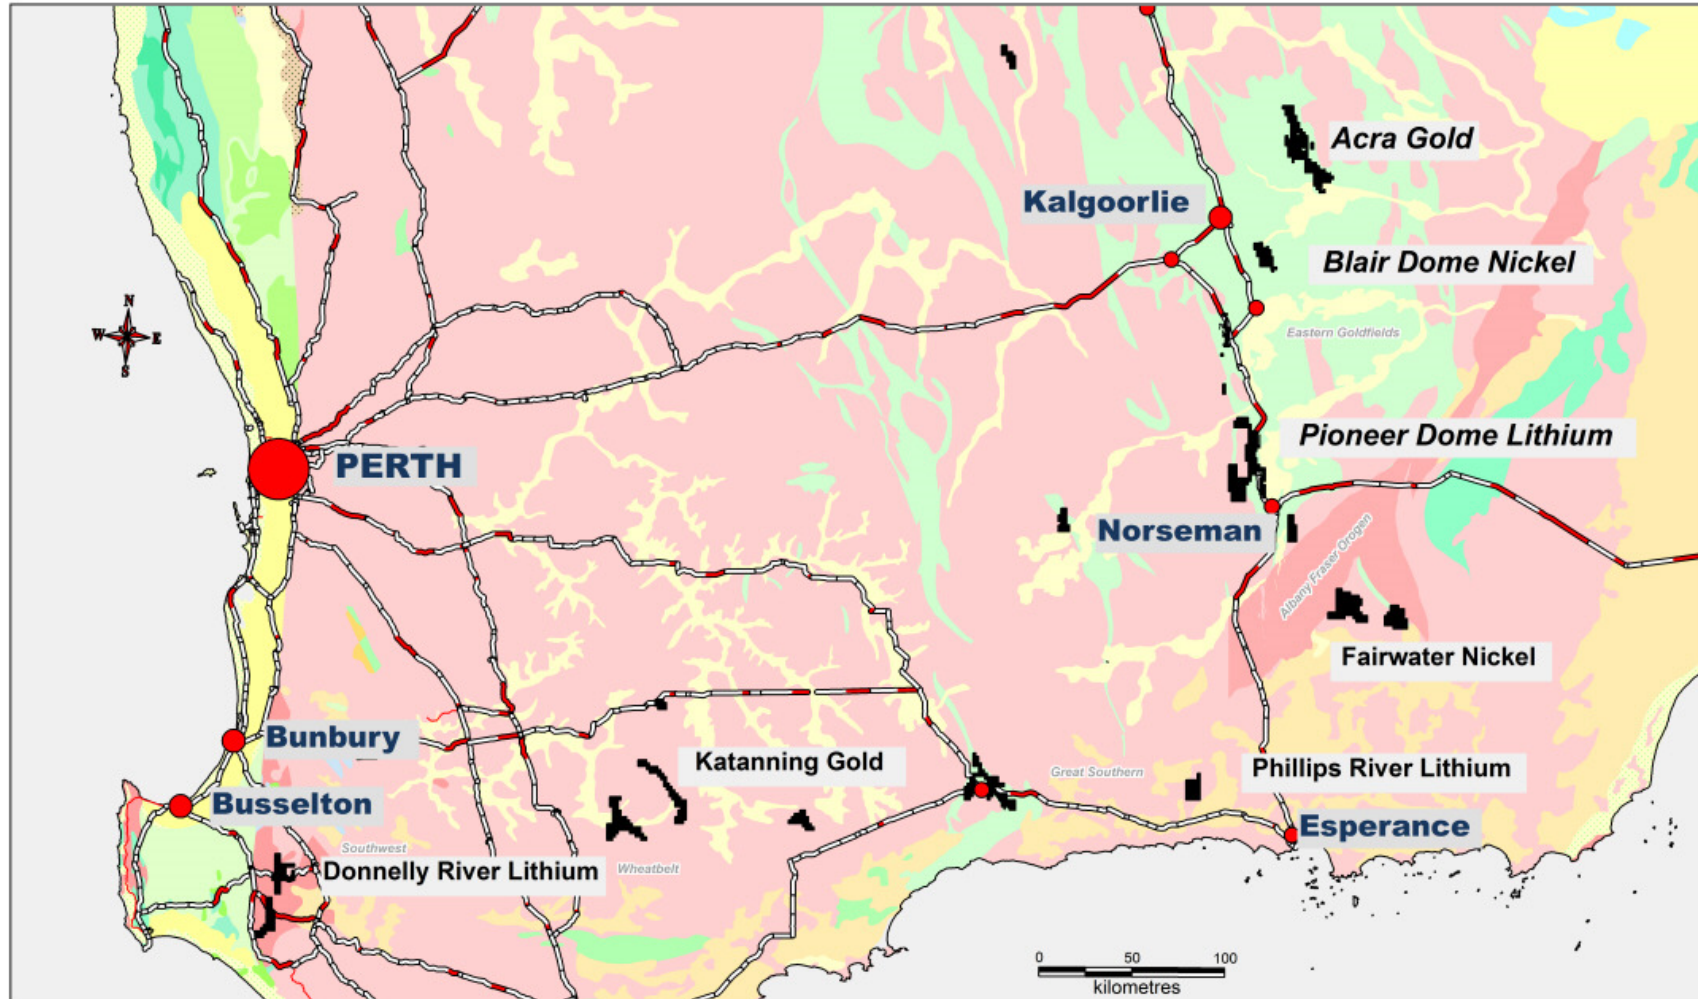 Acra Gold
Kalgoorlie
Blair Dome Nickel
N
W E
S
Eastern Goldfields
Pioneer Dome Lithium
PERTH
Norseman
Albany Fraser Orogen
Fairwater Nickel
Bunbury
Katanning Gold
Great Southern
Phillips River Lithium
Busselton
Esperance
Southwest
Donnelly River Lithium
Wheatbelt
0 50 100
kilometres